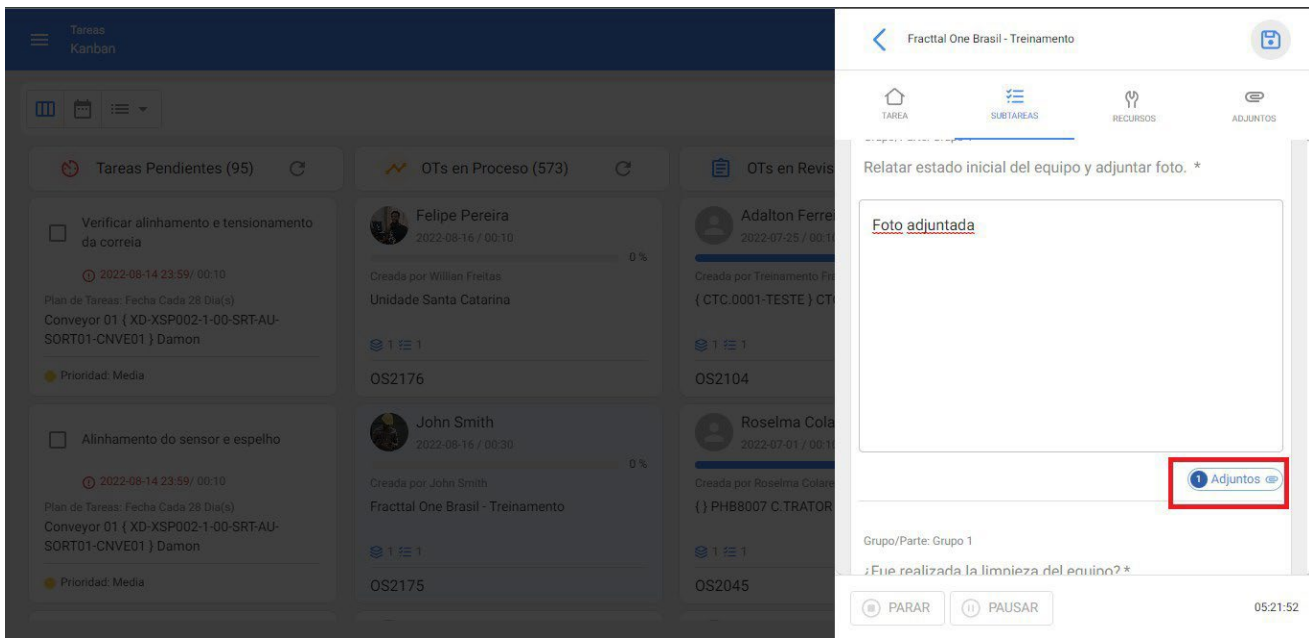 Tareas
Kanban
Tareas Pendientes (95)
Verificar alinhamento e tensionamento
da correia
2022-08-14 23:59/ 00:10
Plan de Tareas: Fecha Cada 28 Dia(s)
Conveyor 01 { XD-XSP002-1-00-SRT-AU-
SORT01-CNVE01 } Damon
Prioridad: Media
Alinhamento do sensor e espelho
2022-08-14 23:59/ 00:10
Plan de Tareas: Fecha Cada 28 Dia(s)
Conveyor 01 { XD-XSP002-1-00-SRT-AU-
SORT01-CNVE01 } Damon
Prioridad: Media
OTs en Proceso (573)
Felipe Pereira
2022-08-16 / 00:10
0 %
Creada por Willian Freitas
Unidade Santa Catarina
1 1
OS2176
John Smith
2022-08-16 / 00:30
0 %
Creada por John Smith
Fracttal One Brasil - Treinamento
1 1
OS2175
OTs en Revis
Adalton Ferrei
2022-07-25 / 00:10
Creada por Treinamento Fra
{ CTC.0001-TESTE } CTC
1 1
OS2104
Roselma Cola
2022-07-01 / 00:10
Creada por Roselma Colare
{ } PHB8007 C.TRATOR
1 1
OS2045
Fracttal One Brasil - Treinamento
TAREA
SUBTAREAS
RECURSOS
ADJUNTOS
Grupo/Parte: Grupo 1
Relatar estado inicial del equipo y adjuntar foto. *
Foto adjuntada
1 Adjuntos
Grupo/Parte: Grupo 1
¿Fue realizada la limpieza del equipo? *
PARAR
PAUSAR
05:21:52